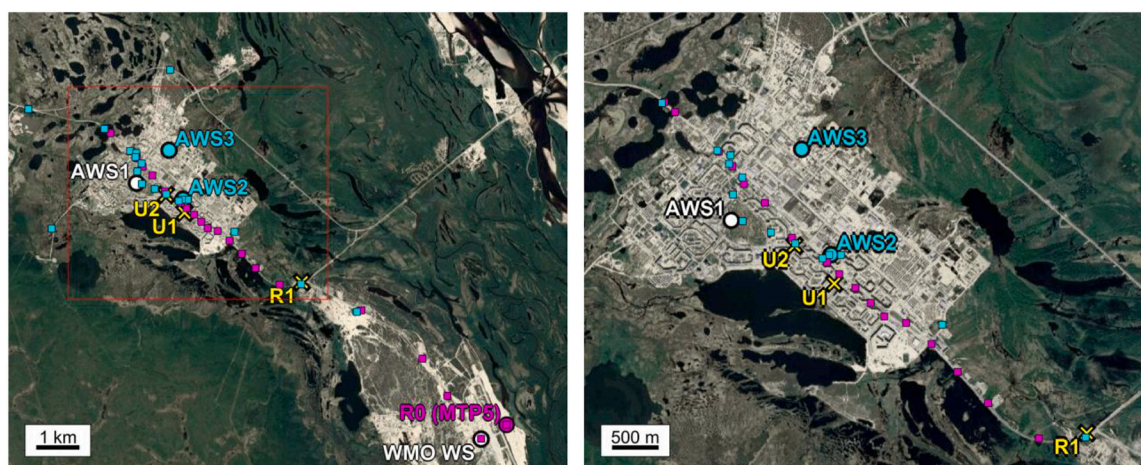 AWS3
AWS1
AWS2
U2
U1
R1
R0 (MTP5)
WMO WS
1 km
AWS3
AWS1
AWS2
U2
U1
R1
500 m